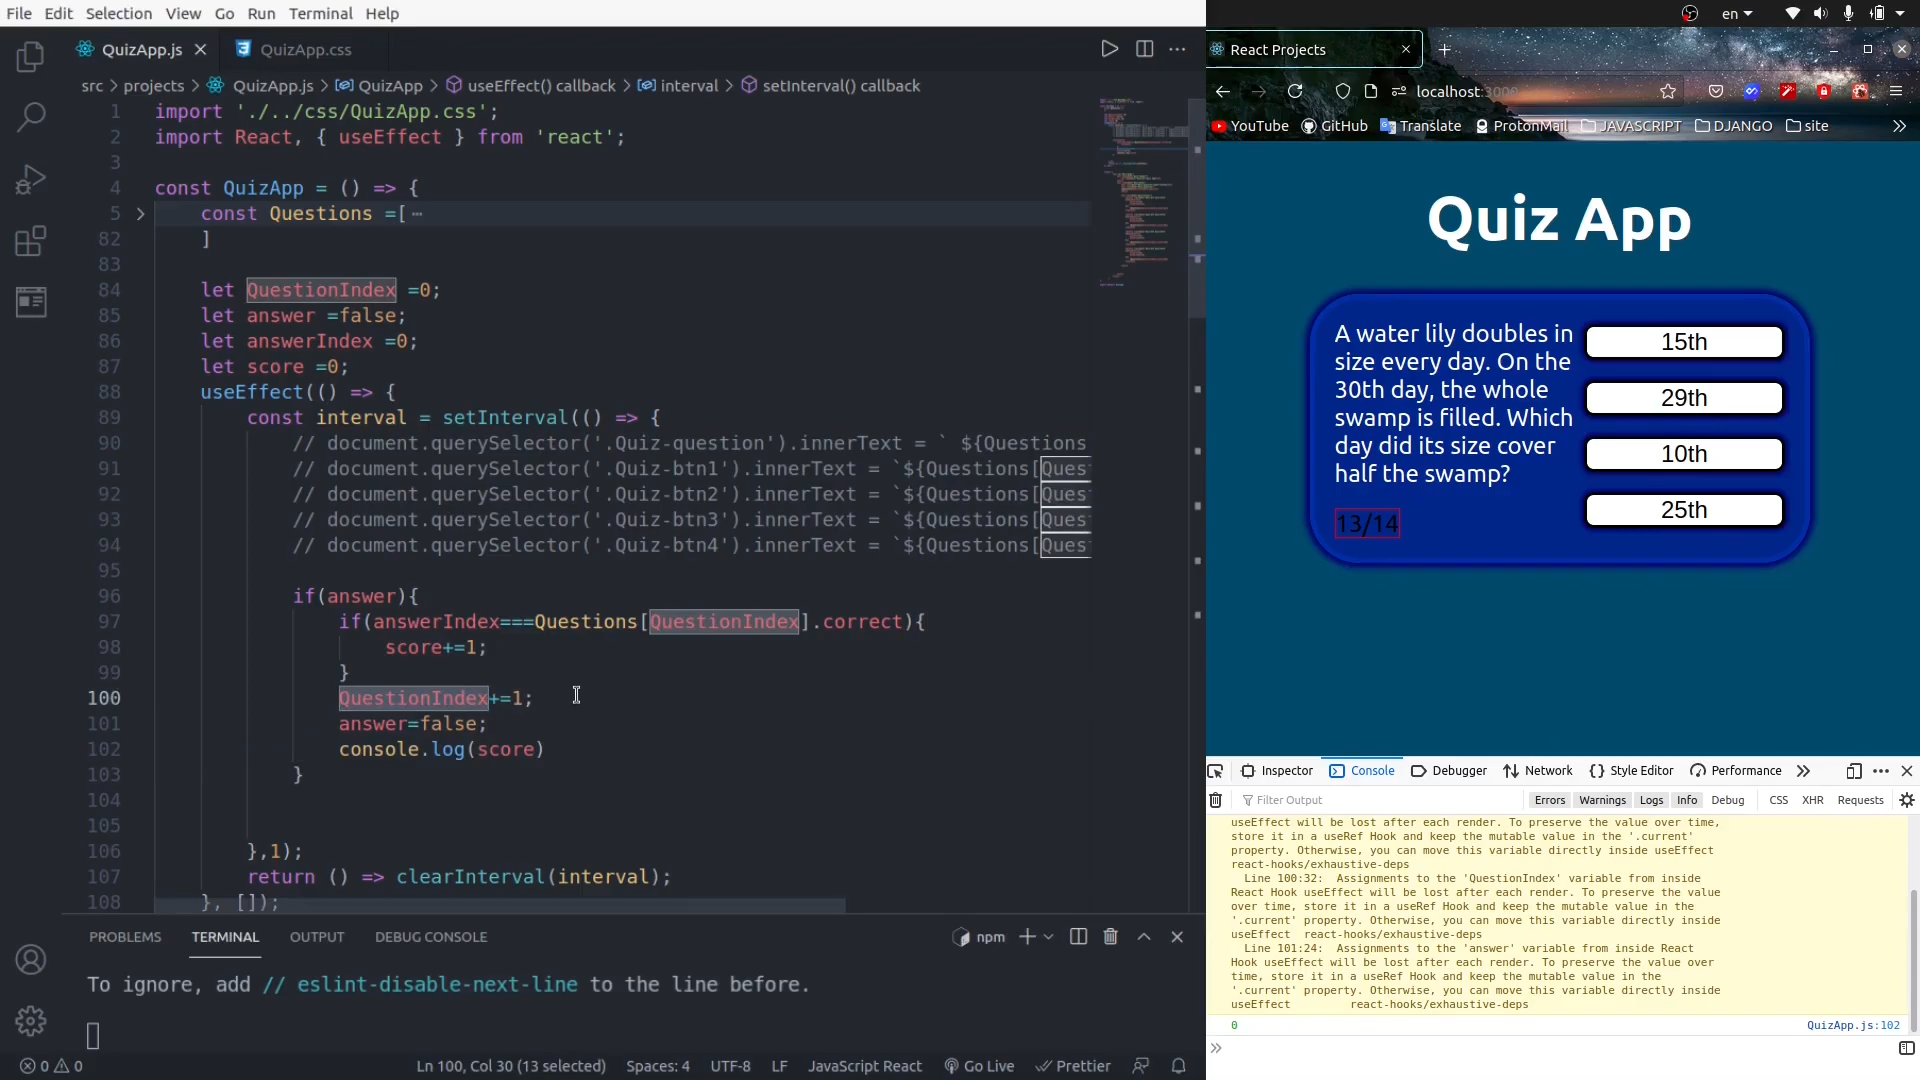 File Edit Selection View Go Run Terminal Help
QuizApp.js
QuizApp.css
src > projects > QuizApp.js > QuizApp > useEffect() callback > interval > setInterval() callback
1 import './../css/QuizApp.css';
2 import React, { useEffect } from 'react';
3
4 const QuizApp = () => {
5 const Questions =[ ⋯
82 ]
83
84 let QuestionIndex =0;
85 let answer =false;
86 let answerIndex =0;
87 let score =0;
88 useEffect(() => {
89 const interval = setInterval(() => {
90 // document.querySelector('.Quiz-question').innerText = ` ${Questions
91 // document.querySelector('.Quiz-btn1').innerText = `${Questions[Ques
92 // document.querySelector('.Quiz-btn2').innerText = `${Questions[Ques
93 // document.querySelector('.Quiz-btn3').innerText = `${Questions[Ques
94 // document.querySelector('.Quiz-btn4').innerText = `${Questions[Ques
95
96 if(answer){
97 if(answerIndex===Questions[QuestionIndex].correct){
98 score+=1;
99 }
100 QuestionIndex+=1;
101 answer=false;
102 console.log(score)
103 }
104
105
106 },1);
107 return () => clearInterval(interval);
108 }, []);
PROBLEMS TERMINAL OUTPUT DEBUG CONSOLE
npm
To ignore, add // eslint-disable-next-line to the line before.
0 0
Ln 100, Col 30 (13 selected) Spaces: 4 UTF-8 LF JavaScript React Go Live Prettier
en
React Projects
localhost:3000
YouTube GitHub Translate ProtonMail JAVASCRIPT DJANGO site
Quiz App
A water lily doubles in
size every day. On the
30th day, the whole
swamp is filled. Which
day did its size cover
half the swamp?
13/14
15th
29th
10th
25th
Inspector Console Debugger Network Style Editor Performance
Filter Output
Errors Warnings Logs Info Debug CSS XHR Requests
useEffect will be lost after each render. To preserve the value over time,
store it in a useRef Hook and keep the mutable value in the '.current'
property. Otherwise, you can move this variable directly inside useEffect
react-hooks/exhaustive-deps
Line 100:32: Assignments to the 'QuestionIndex' variable from inside
React Hook useEffect will be lost after each render. To preserve the value
over time, store it in a useRef Hook and keep the mutable value in the
'.current' property. Otherwise, you can move this variable directly inside
useEffect react-hooks/exhaustive-deps
Line 101:24: Assignments to the 'answer' variable from inside React
Hook useEffect will be lost after each render. To preserve the value over
time, store it in a useRef Hook and keep the mutable value in the
'.current' property. Otherwise, you can move this variable directly inside
useEffect react-hooks/exhaustive-deps
0 QuizApp.js:102